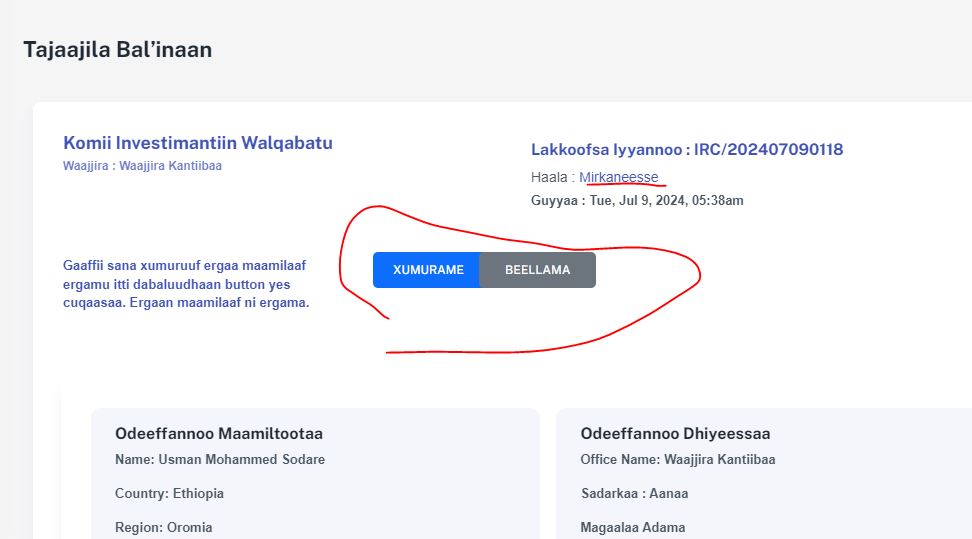 Tajaajila Bal’inaan
Komii Investimantiin Walqabatu
Waajjira : Waajjira Kantiibaa
Lakkoofsa Iyyannoo : IRC/202407090118
Haala : Mirkaneesse
Guyyaa : Tue, Jul 9, 2024, 05:38am
Gaaffii sana xumuruuf ergaa maamilaaf
ergamu itti dabaluudhaan button yes
cuqaasaa. Ergaan maamilaaf ni ergama.
XUMURAME
BEELLAMA
Odeeffannoo Maamiltootaa
Name: Usman Mohammed Sodare
Country: Ethiopia
Region: Oromia
Odeeffannoo Dhiyeessaa
Office Name: Waajjira Kantiibaa
Sadarkaa : Aanaa
Magaalaa Adama